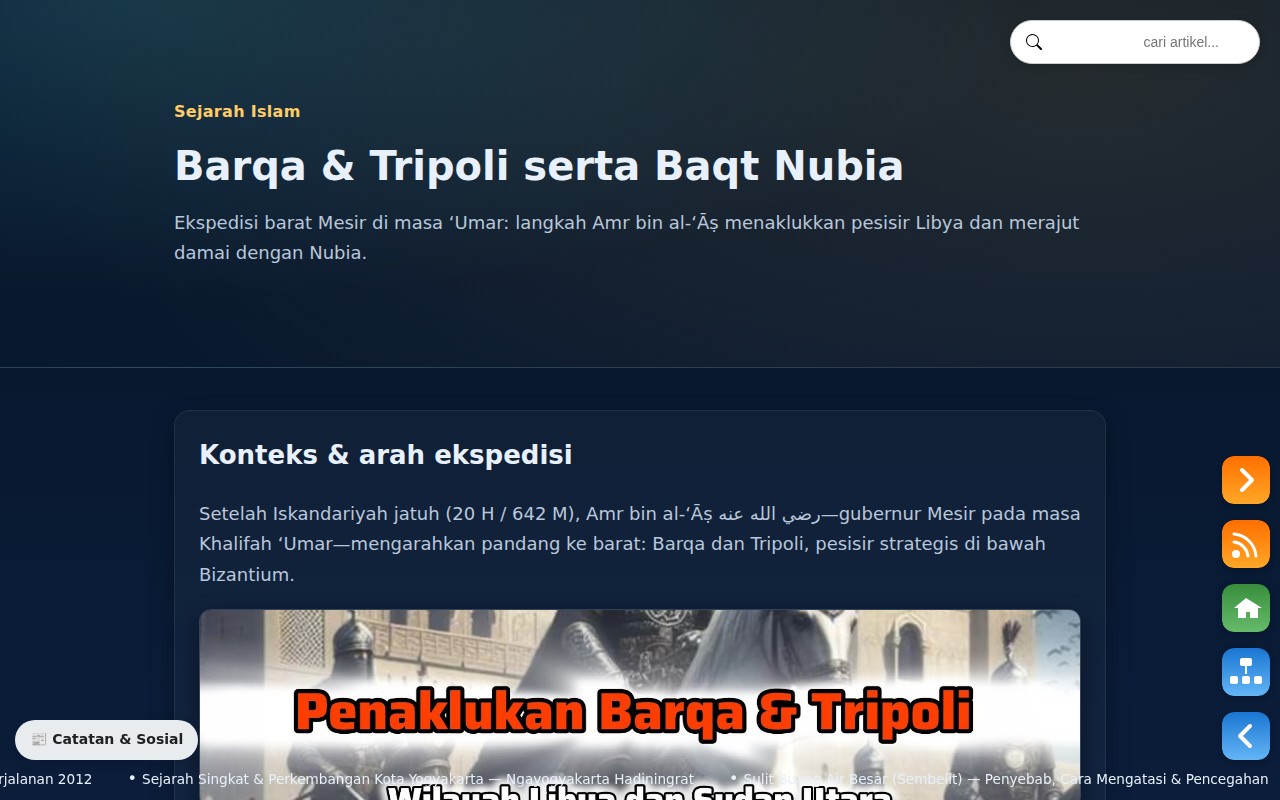 cari artikel...
Sejarah Islam
Barqa & Tripoli serta Baqt Nubia
Ekspedisi barat Mesir di masa ‘Umar: langkah Amr bin al-‘Āṣ menaklukkan pesisir Libya dan merajut
damai dengan Nubia.
Konteks & arah ekspedisi
Setelah Iskandariyah jatuh (20 H / 642 M), Amr bin al-‘Āṣ رضي الله عنه—gubernur Mesir pada masa
Khalifah ‘Umar—mengarahkan pandang ke barat: Barqa dan Tripoli, pesisir strategis di bawah
Bizantium.
Penaklukan Barqa & Tripoli
Wilayah Libya dan Sudan Utara
📰 Catatan & Sosial
rjalanan 2012 • Sejarah Singkat & Perkembangan Kota Yogyakarta — Ngayogyakarta Hadiningrat • Sulit Buang Air Besar (Sembelit) — Penyebab, Cara Mengatasi & Pencegahan